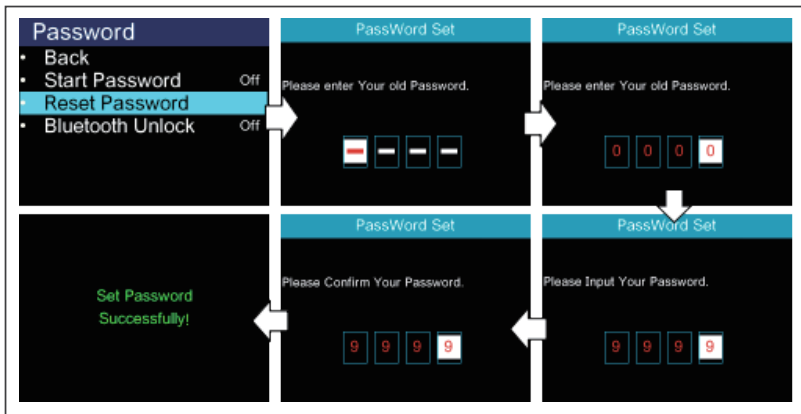 Password
• Back
• Start Password Off
• Reset Password
• Bluetooth Unlock Off
PassWord Set
Please enter Your old Password.
– – – –
PassWord Set
Please enter Your old Password.
0 0 0 0
PassWord Set
Please Input Your Password.
9 9 9 9
PassWord Set
Please Confirm Your Password.
9 9 9 9
Set Password
Successfully!